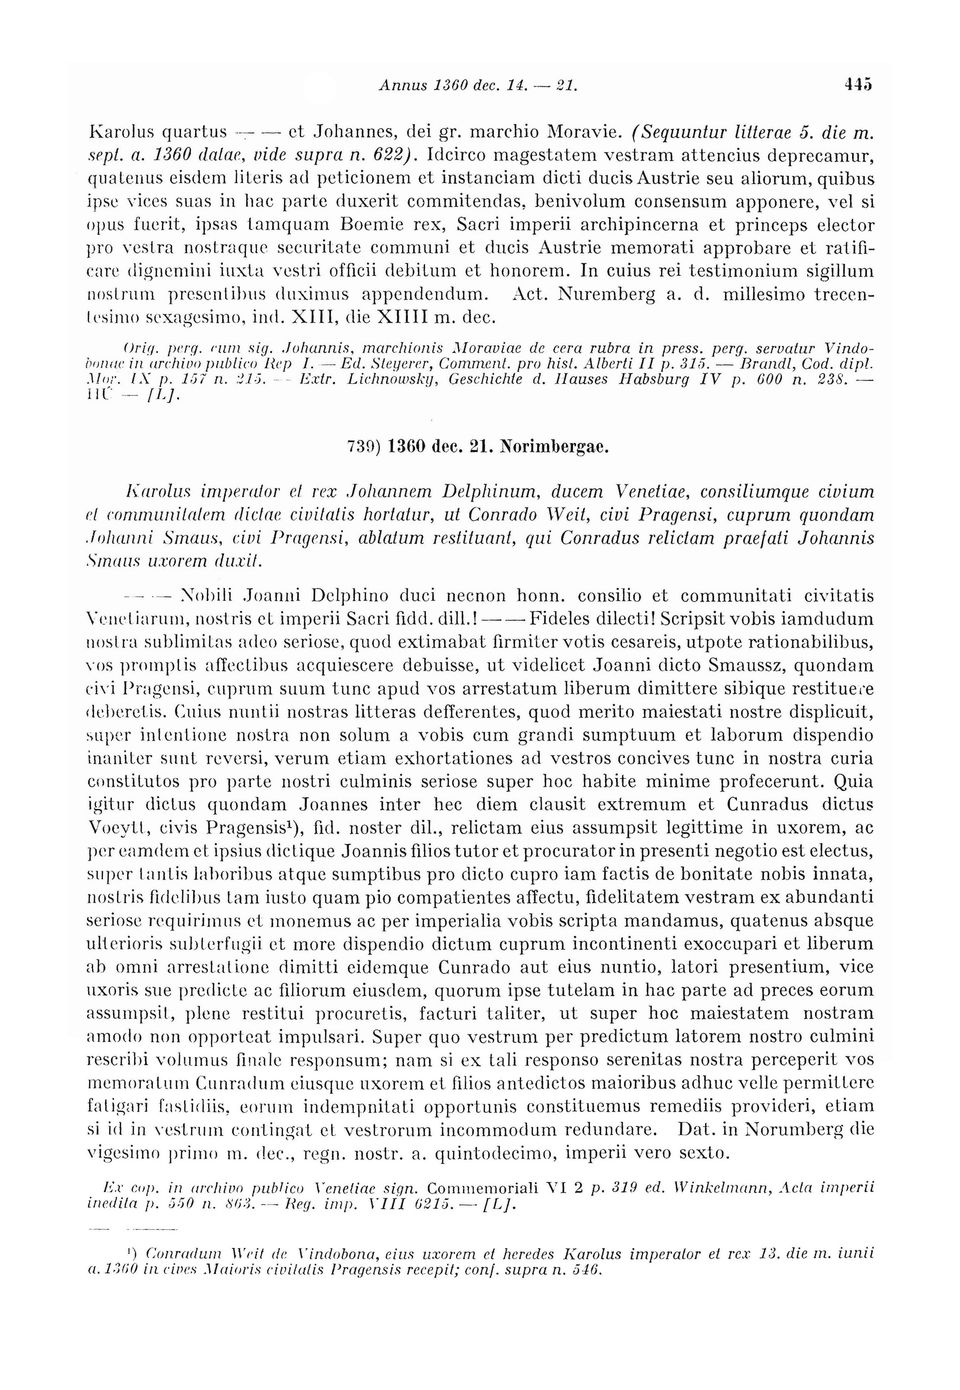 Annus 1360 dec. 14. — 21. 445
Karolus quartus — — et Johannes, dei gr. marchio Moravie. (Sequuntur litterae 5. die m.
sept. a. 1360 datae, vide supra n. 622). Idcirco magestatem vestram attencius deprecamur,
quatenus eisdem literis ad peticionem et instanciam dicti ducis Austrie seu aliorum, quibus
ipse vices suas in hac parte duxerit commitendas, benivolum consensum apponere, vel si
opus fuerit, ipsas tamquam Boemie rex, Sacri imperii archipincerna et princeps elector
pro vestra nostraque securitate communi et ducis Austrie memorati approbare et ratifi-
care dignemini iuxta vestri officii debitum et honorem. In cuius rei testimonium sigillum
nostrum presentibus duximus appendendum. Act. Nuremberg a. d. millesimo trecen-
tesimo sexagesimo, ind. XIII, die XIIII m. dec.
Orig. perg. cum sig. Johannis, marchionis Moraviae de cera rubra in press. perg. servatur Vindo-
bonae in archivo publico Rep I. — Ed. Steyerer, Comment. pro hist. Alberti II p. 315. — Brandl, Cod. dipl.
Mor. IX p. 157 n. 215. — Extr. Lichnowsky, Geschichte d. Hauses Habsburg IV p. 600 n. 238. —
HC — [L].
739) 1360 dec. 21. Norimbergae.
Karolus imperator et rex Johannem Delphinum, ducem Venetiae, consiliumque civium
et communitatem dictae civitatis hortatur, ut Conrado Weit, civi Pragensi, cuprum quondam
Johanni Smaus, civi Pragensi, ablatum restituant, qui Conradus relictam praefati Johannis
Smaus uxorem duxit.
— — Nobili Joanni Delphino duci necnon honn. consilio et communitati civitatis
Venetiarum, nostris et imperii Sacri fidd. dill.! — — Fideles dilecti! Scripsit vobis iamdudum
nostra sublimitas adeo seriose, quod extimabat firmiter votis cesareis, utpote rationabilibus,
vos promptis affectibus acquiescere debuisse, ut videlicet Joanni dicto Smaussz, quondam
civi Pragensi, cuprum suum tunc apud vos arrestatum liberum dimittere sibique restituere
deberetis. Cuius nuntii nostras litteras defferentes, quod merito maiestati nostre displicuit,
super intentione nostra non solum a vobis cum grandi sumptuum et laborum dispendio
inaniter sunt reversi, verum etiam exhortationes ad vestros concives tunc in nostra curia
constitutos pro parte nostri culminis seriose super hoc habite minime profecerunt. Quia
igitur dictus quondam Joannes inter hec diem clausit extremum et Cunradus dictus
Voeytt, civis Pragensis¹), fid. noster dil., relictam eius assumpsit legittime in uxorem, ac
per eamdem et ipsius dictique Joannis filios tutor et procurator in presenti negotio est electus,
super tantis laboribus atque sumptibus pro dicto cupro iam factis de bonitate nobis innata,
nostris fidelibus tam iusto quam pio compatientes affectu, fidelitatem vestram ex abundanti
seriose requirimus et monemus ac per imperialia vobis scripta mandamus, quatenus absque
ulterioris subterfugii et more dispendio dictum cuprum incontinenti exoccupari et liberum
ab omni arrestatione dimitti eidemque Cunrado aut eius nuntio, latori presentium, vice
uxoris sue predicte ac filiorum eiusdem, quorum ipse tutelam in hac parte ad preces eorum
assumpsit, plene restitui procuretis, facturi taliter, ut super hoc maiestatem nostram
amodo non opporteat impulsari. Super quo vestrum per predictum latorem nostro culmini
rescribi volumus finale responsum; nam si ex tali responso serenitas nostra perceperit vos
memoratum Cunradum eiusque uxorem et filios antedictos maioribus adhuc velle permittere
fatigari fastidiis, eorum indempnitati opportunis constituemus remediis provideri, etiam
si id in vestrum contingat et vestrorum incommodum redundare. Dat. in Norumberg die
vigesimo primo m. dec., regn. nostr. a. quintodecimo, imperii vero sexto.
Ex cop. in archivo publico Venetiae sign. Commemoriali VI 2 p. 319 ed. Winkelmann, Acta imperii
inedita p. 550 n. 863. — Reg. imp. VIII 6215. — [L].
¹) Conradum Weit de Vindobona, eius uxorem et heredes Karolus imperator et rex 13. die m. iunii
a. 1360 in cives Maioris civitatis Pragensis recepit; conf. supra n. 546.